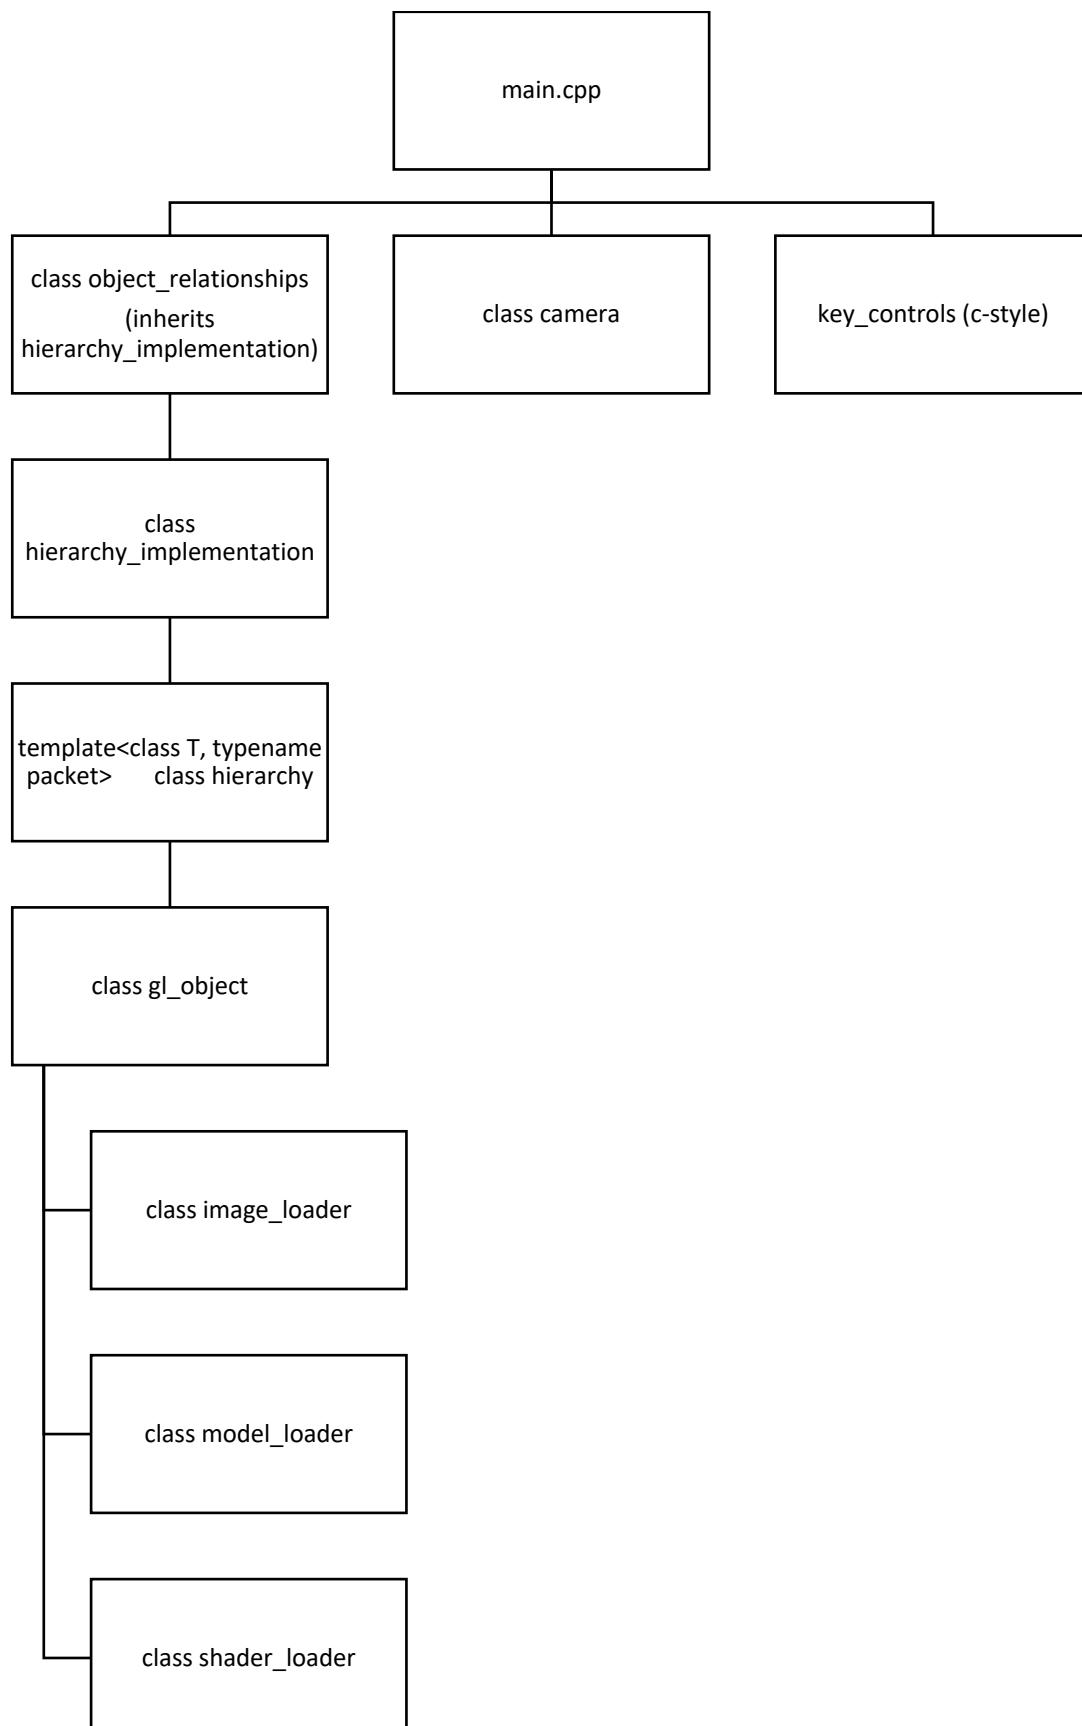 main.cpp
class object_relationships
(inherits
hierarchy_implementation)
class camera
key_controls (c-style)
class
hierarchy_implementation
template<class T, typename
packet> class hierarchy
class gl_object
class image_loader
class model_loader
class shader_loader